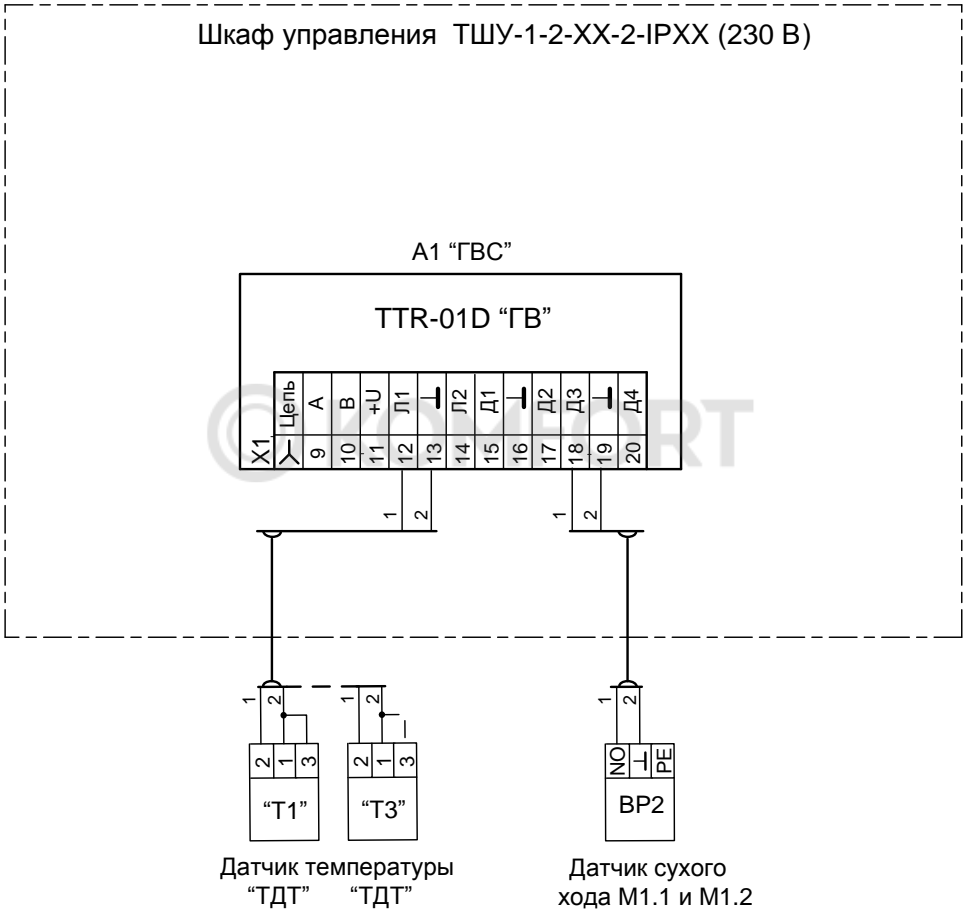 Шкаф управления ТШУ-1-2-XX-2-IPXX (230 В)
А1 “ГВС”
TTR-01D “ГВ”
X1
Цепь А В +U Л1 Л2 Д1 Д2 Д3 Д4
9 10 11 12 13 14 15 16 17 18 19 20
© KOMFORT
1 2 1 2
1 2 1 2 1 2
2 1 3 2 1 3 NO PE
“Т1” “Т3” ВР2
Датчик температуры
“ТДТ” “ТДТ”
Датчик сухого
хода М1.1 и М1.2